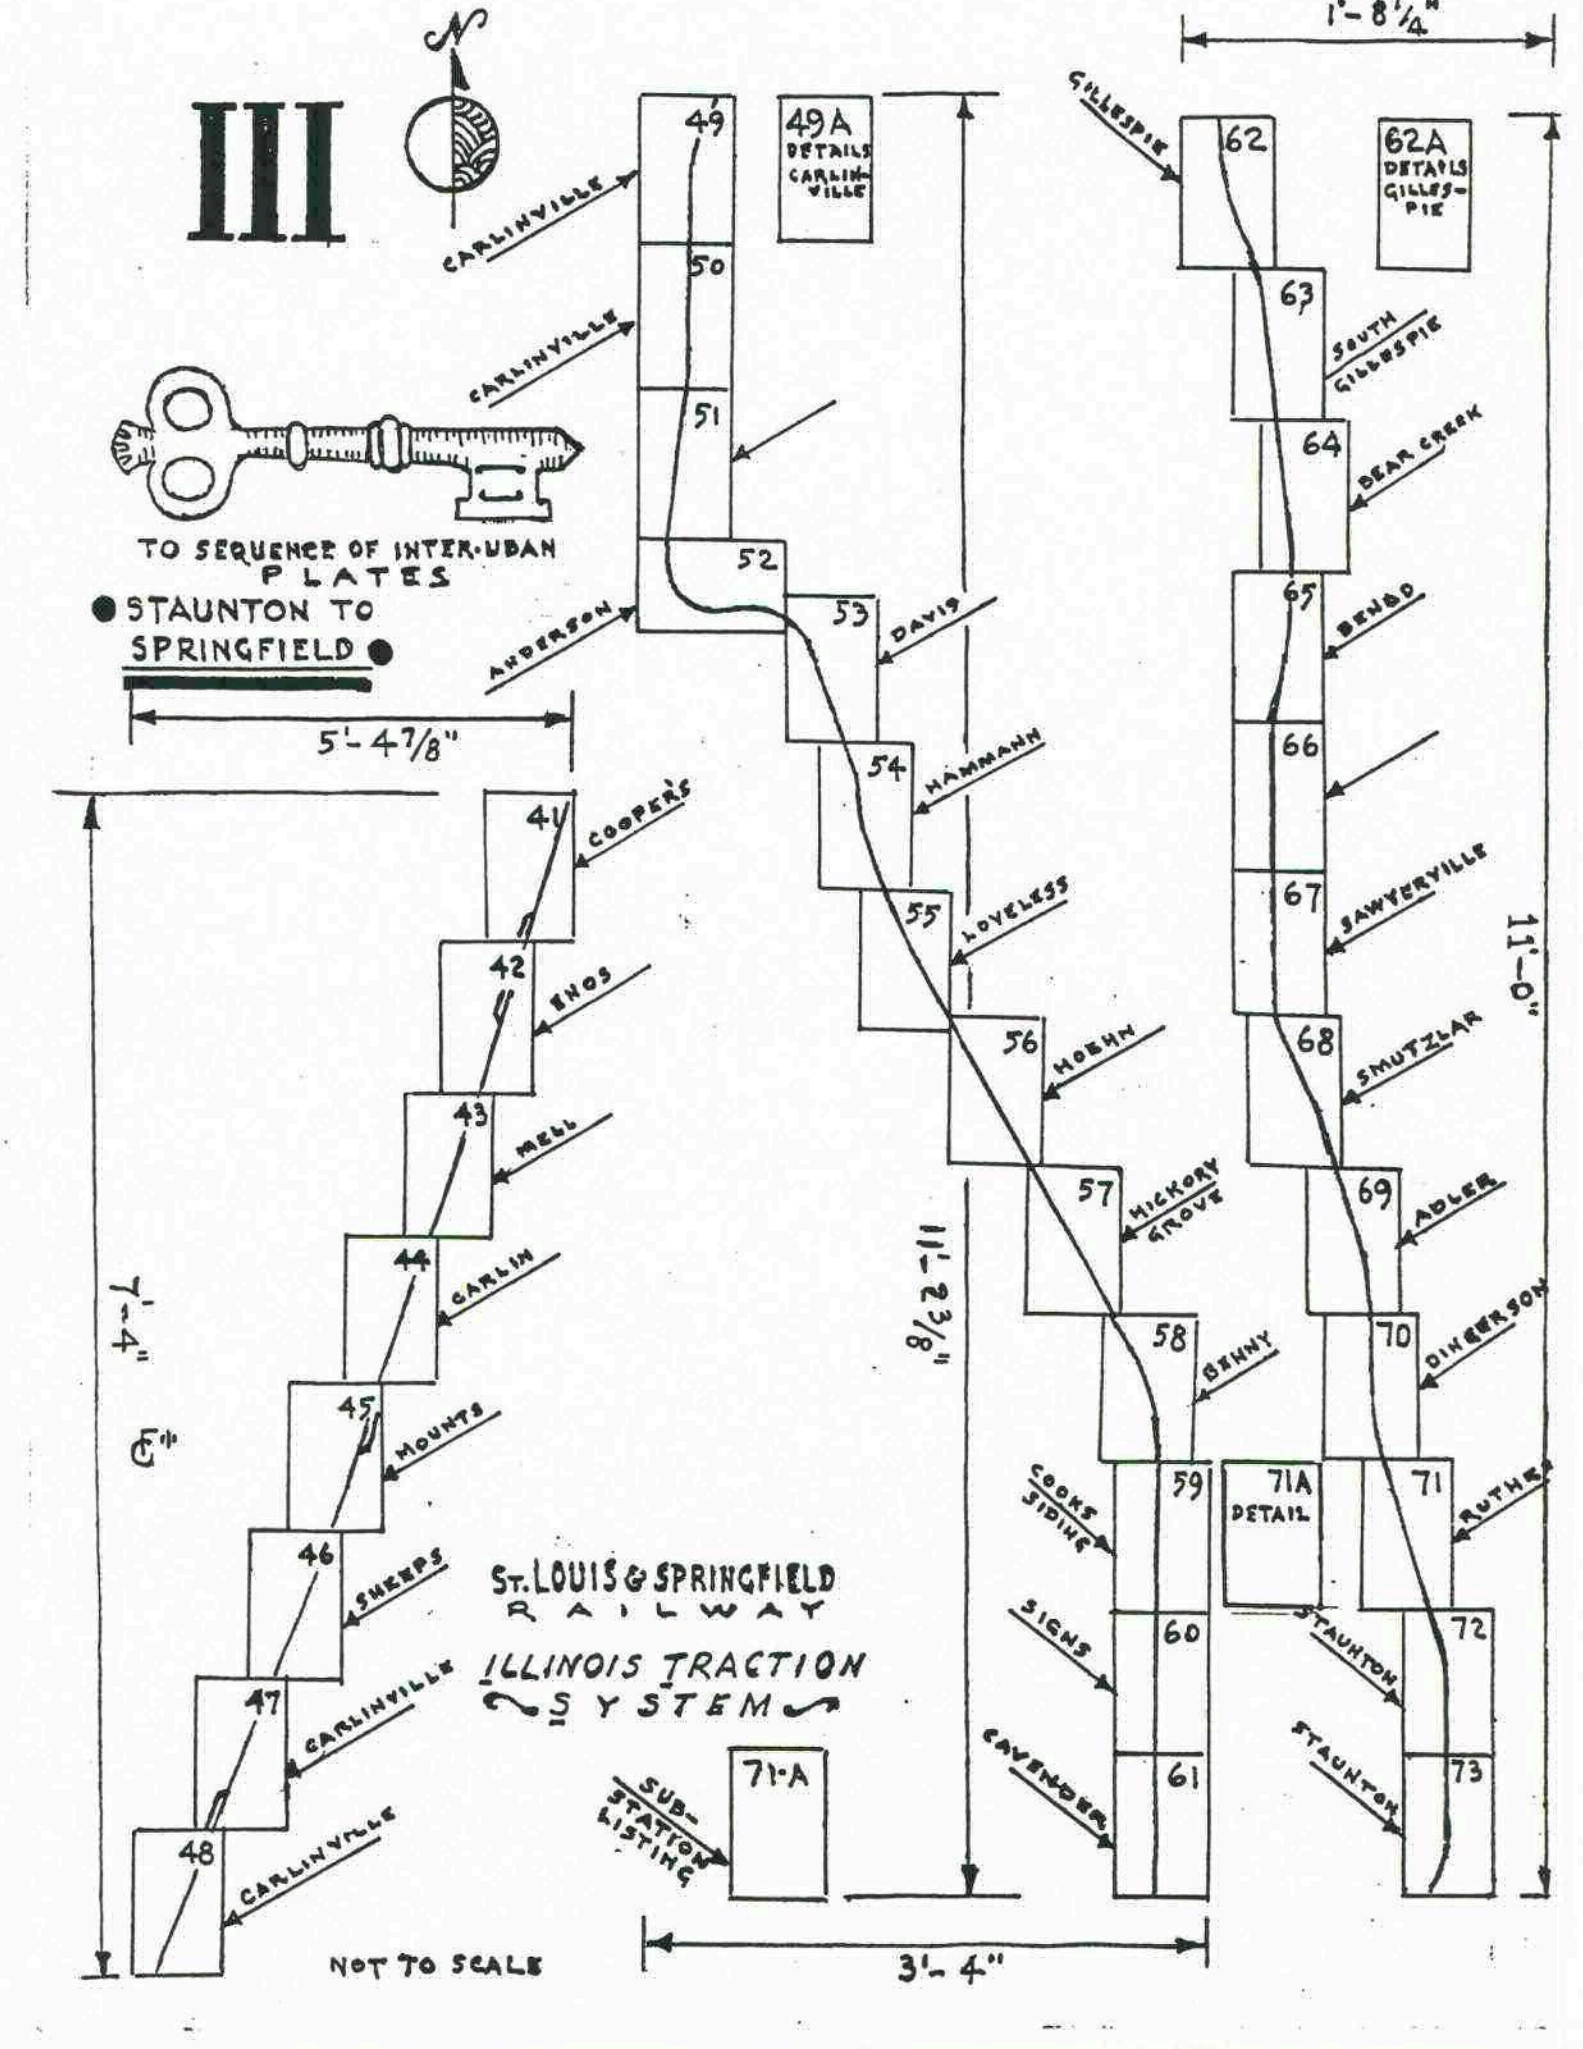 III
N
TO SEQUENCE OF INTER-UBAN
PLATES
STAUNTON TO
SPRINGFIELD
5'-4 7/8"
7'-4"
41
COOPER'S
42
ENOS
43
MELL
44
CARLIN
45
MOUNTS
46
SHEEPS
47
CARLINVILLE
48
CARLINVILLE
NOT TO SCALE
49
CARLINVILLE
49A
DETAILS
CARLIN-
VILLE
50
CARLINVILLE
51
52
ANDERSON
53
DAVIS
54
HAMMANN
55
LOVELESS
56
HOEHN
57
HICKORY
GROVE
58
BENNY
59
COOKS
SIDING
60
SIGNS
61
CAVENDER
11'-2 3/8"
3'-4"
ST. LOUIS & SPRINGFIELD
RAILWAY
ILLINOIS TRACTION
SYSTEM
71-A
SUB-
STATION
LISTING
1'-8 1/4"
GILLESPIE
62
62A
DETAILS
GILLES-
PIE
63
SOUTH
GILLESPIE
64
BEAR CREEK
65
BENLD
66
67
SAWYERVILLE
68
SMUTZLAR
69
ADLER
70
DINGERSON
71
71A
DETAIL
72
STAUNTON
73
STAUNTON
11'-0"